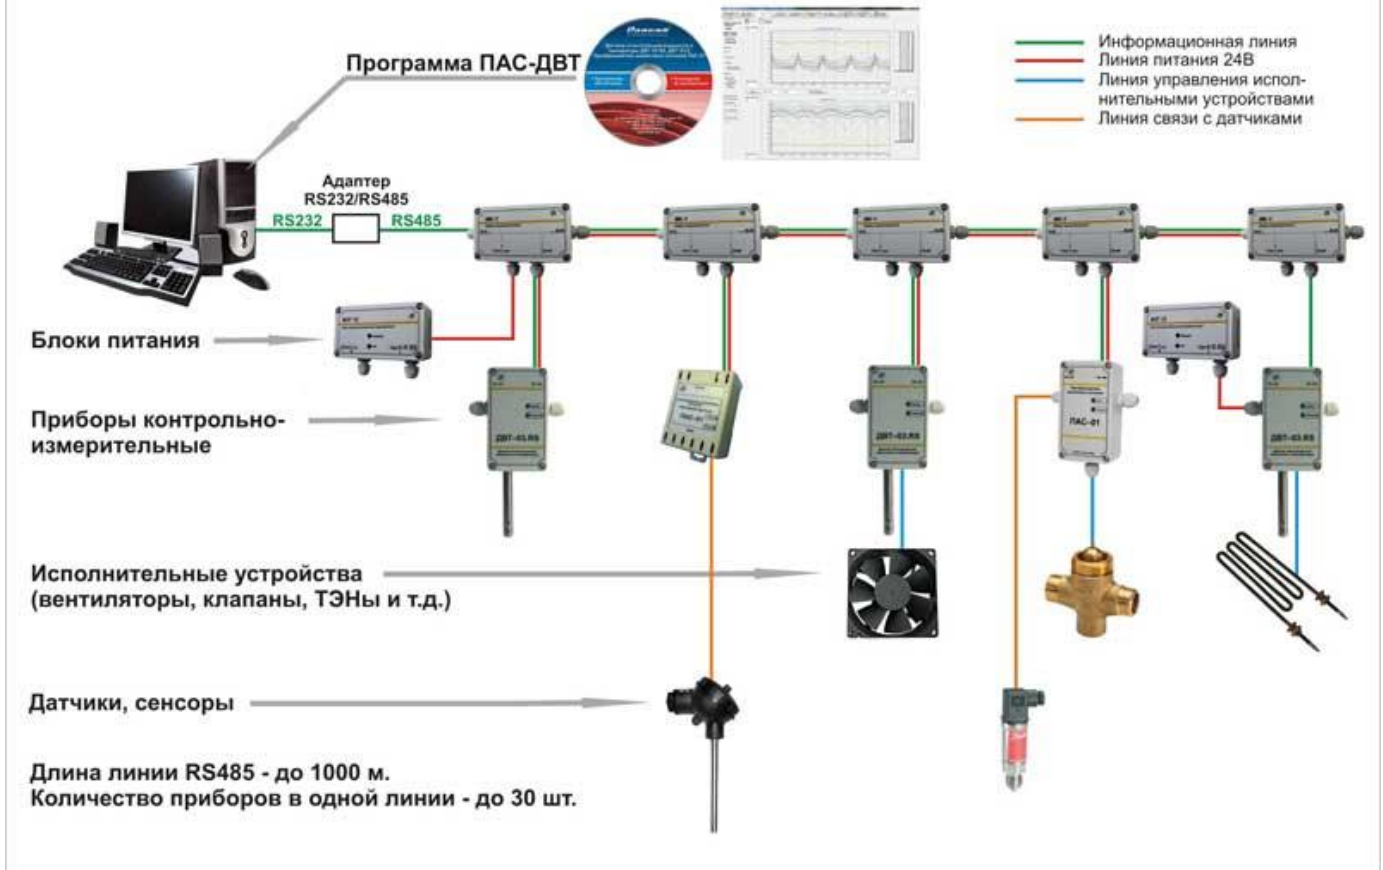 Программа ПАС-ДВТ
Информационная линия
Линия питания 24В
Линия управления испол-
нительными устройствами
Линия связи с датчиками
Адаптер
RS232/RS485
RS232
RS485
Блоки питания
Приборы контрольно-
измерительные
ДВТ-03.RS
ДВТ-03.RS
ПАС-01
ДВТ-03.RS
Исполнительные устройства
(вентиляторы, клапаны, ТЭНы и т.д.)
Датчики, сенсоры
Длина линии RS485 - до 1000 м.
Количество приборов в одной линии - до 30 шт.